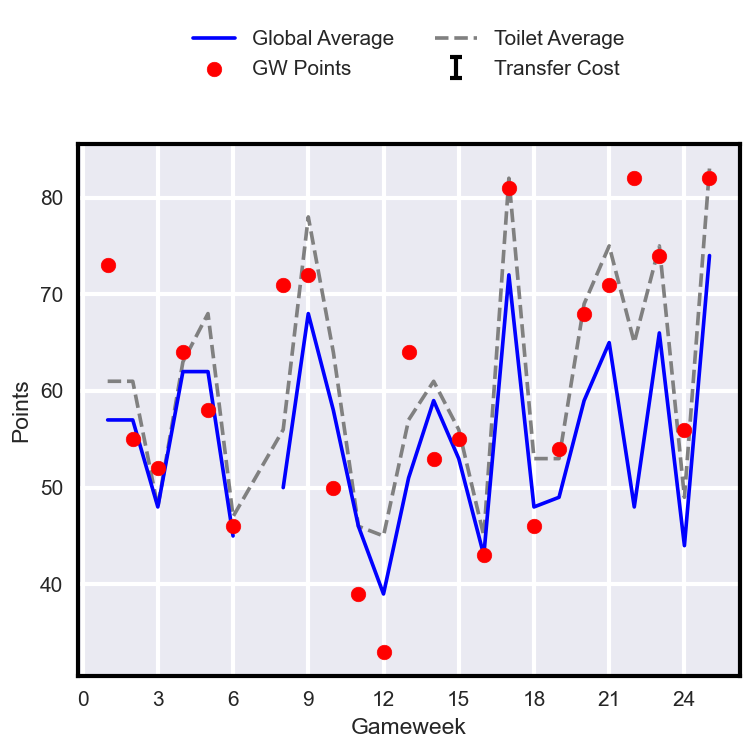 Global Average
Toilet Average
GW Points
Transfer Cost
80
70
60
50
40
Points
0 3 6 9 12 15 18 21 24
Gameweek